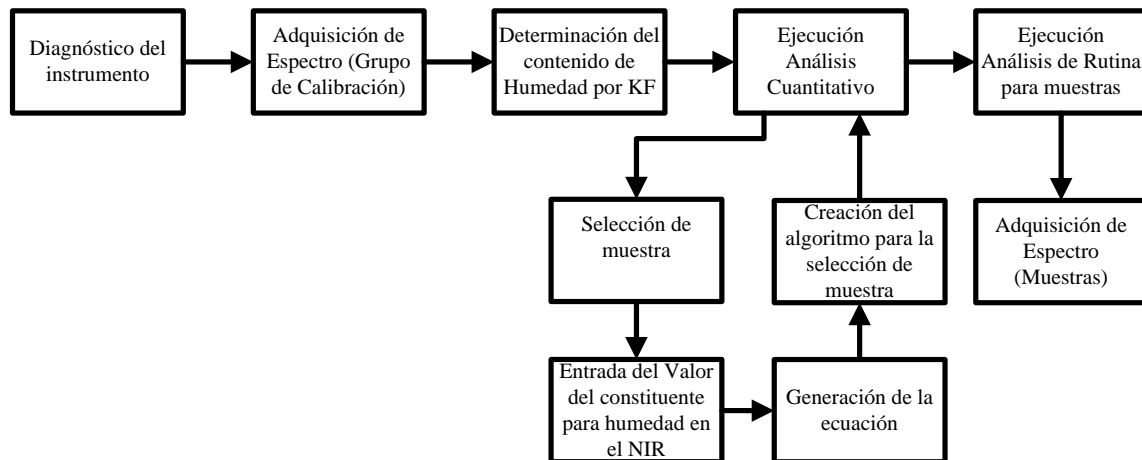 Diagnóstico del
instrumento
Adquisición de
Espectro (Grupo
de Calibración)
Determinación del
contenido de
Humedad por KF
Ejecución
Análisis
Cuantitativo
Ejecución
Análisis de Rutina
para muestras
Selección de
muestra
Creación del
algoritmo para la
selección de
muestra
Adquisición de
Espectro
(Muestras)
Entrada del Valor
del constituente
para humedad en
el NIR
Generación de la
ecuación